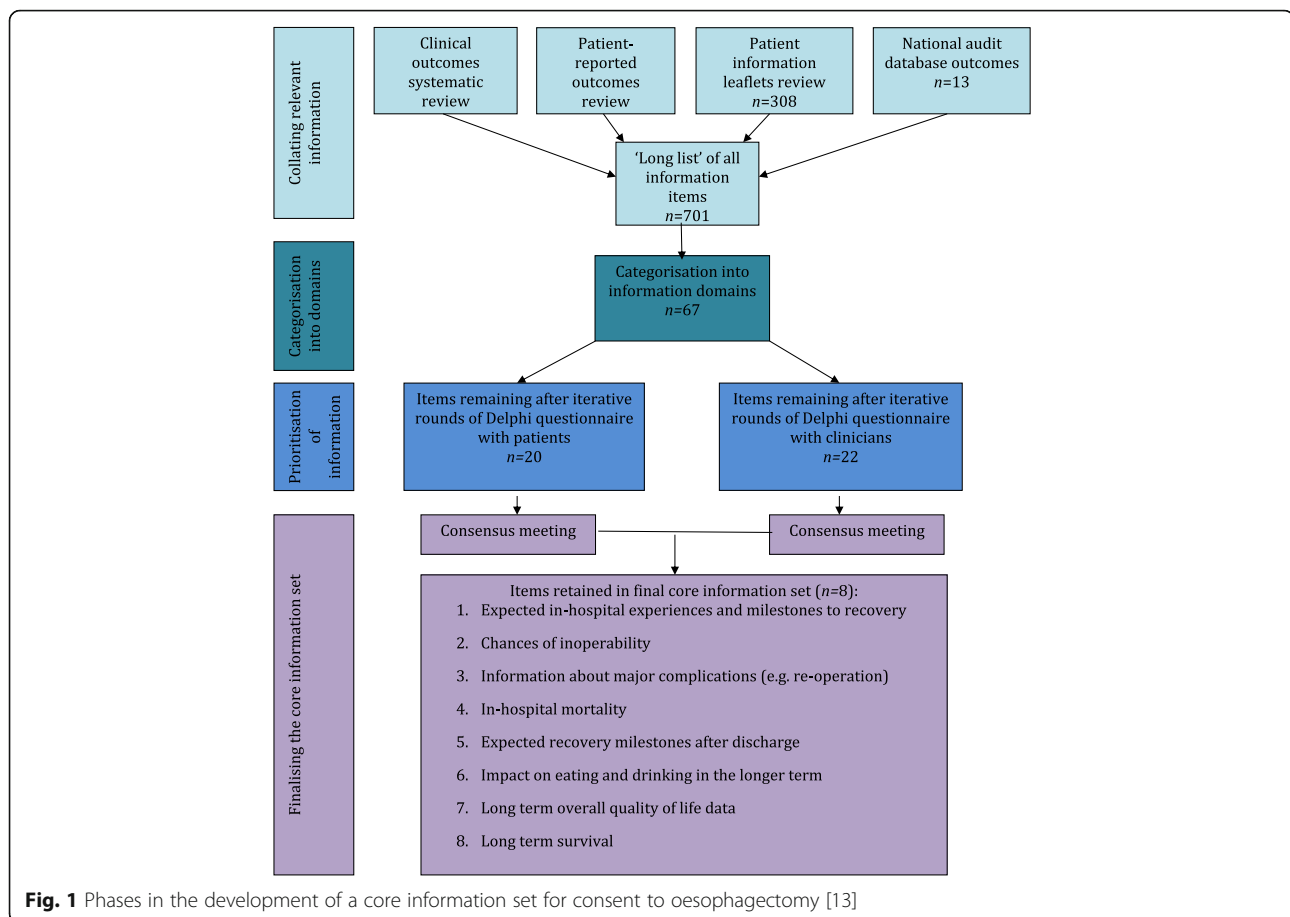 Collating relevant
information
Clinical
outcomes
systematic
review
Patient-
reported
outcomes
review
Patient
information
leaflets review
n=308
National audit
database outcomes
n=13
'Long list' of all
information
items
n=701
Categorisation
into domains
Categorisation into
information domains
n=67
Prioritisation
of
information
Items remaining after iterative
rounds of Delphi questionnaire
with patients
n=20
Items remaining after iterative
rounds of Delphi questionnaire
with clinicians
n=22
Finalising the core information set
Consensus meeting
Consensus meeting
Items retained in final core information set (n=8):
1. Expected in-hospital experiences and milestones to recovery
2. Chances of inoperability
3. Information about major complications (e.g. re-operation)
4. In-hospital mortality
5. Expected recovery milestones after discharge
6. Impact on eating and drinking in the longer term
7. Long term overall quality of life data
8. Long term survival
Fig. 1 Phases in the development of a core information set for consent to oesophagectomy [13]